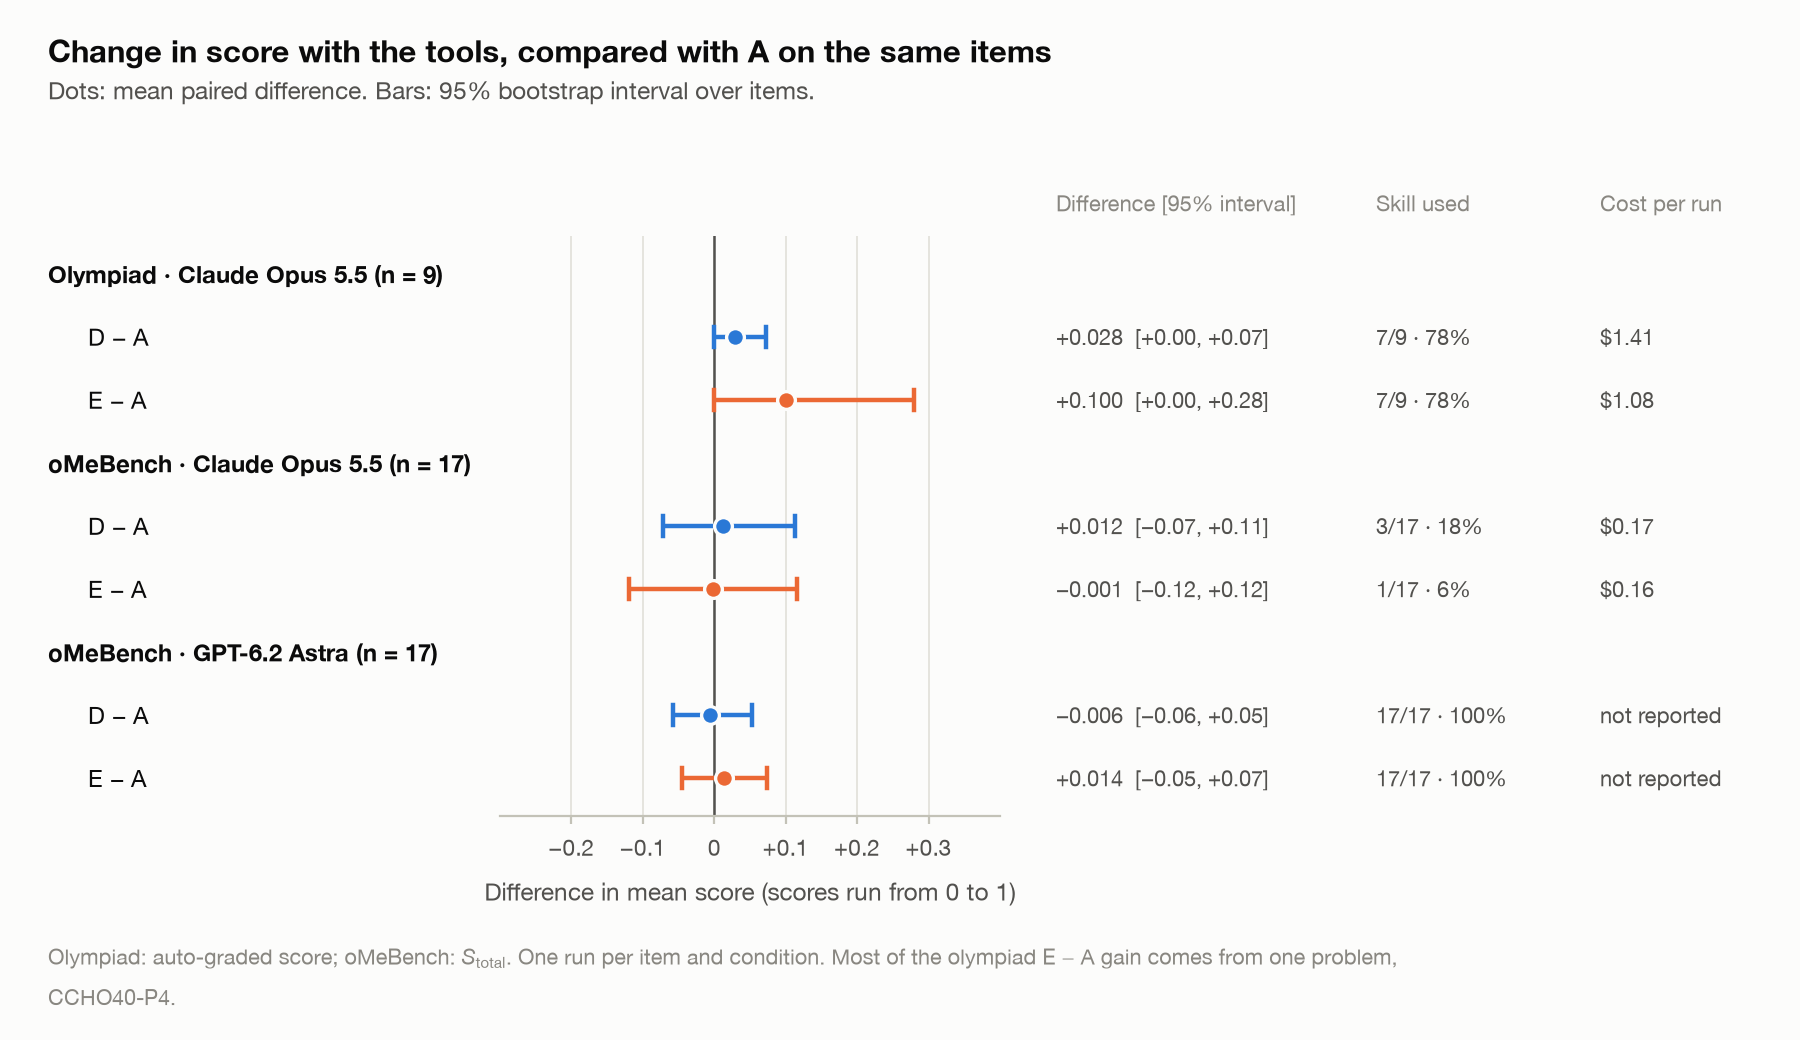 Change in score with the tools, compared with A on the same items
Dots: mean paired difference. Bars: 95% bootstrap interval over items.
Difference [95% interval] Skill used Cost per run
Olympiad · Claude Opus 5.5 (n = 9)
D − A +0.028 [+0.00, +0.07] 7/9 · 78% $1.41
E − A +0.100 [+0.00, +0.28] 7/9 · 78% $1.08
oMeBench · Claude Opus 5.5 (n = 17)
D − A +0.012 [−0.07, +0.11] 3/17 · 18% $0.17
E − A −0.001 [−0.12, +0.12] 1/17 · 6% $0.16
oMeBench · GPT-6.2 Astra (n = 17)
D − A −0.006 [−0.06, +0.05] 17/17 · 100% not reported
E − A +0.014 [−0.05, +0.07] 17/17 · 100% not reported
−0.2 −0.1 0 +0.1 +0.2 +0.3
Difference in mean score (scores run from 0 to 1)
Olympiad: auto-graded score; oMeBench: Stotal. One run per item and condition. Most of the olympiad E − A gain comes from one problem,
CCHO40-P4.